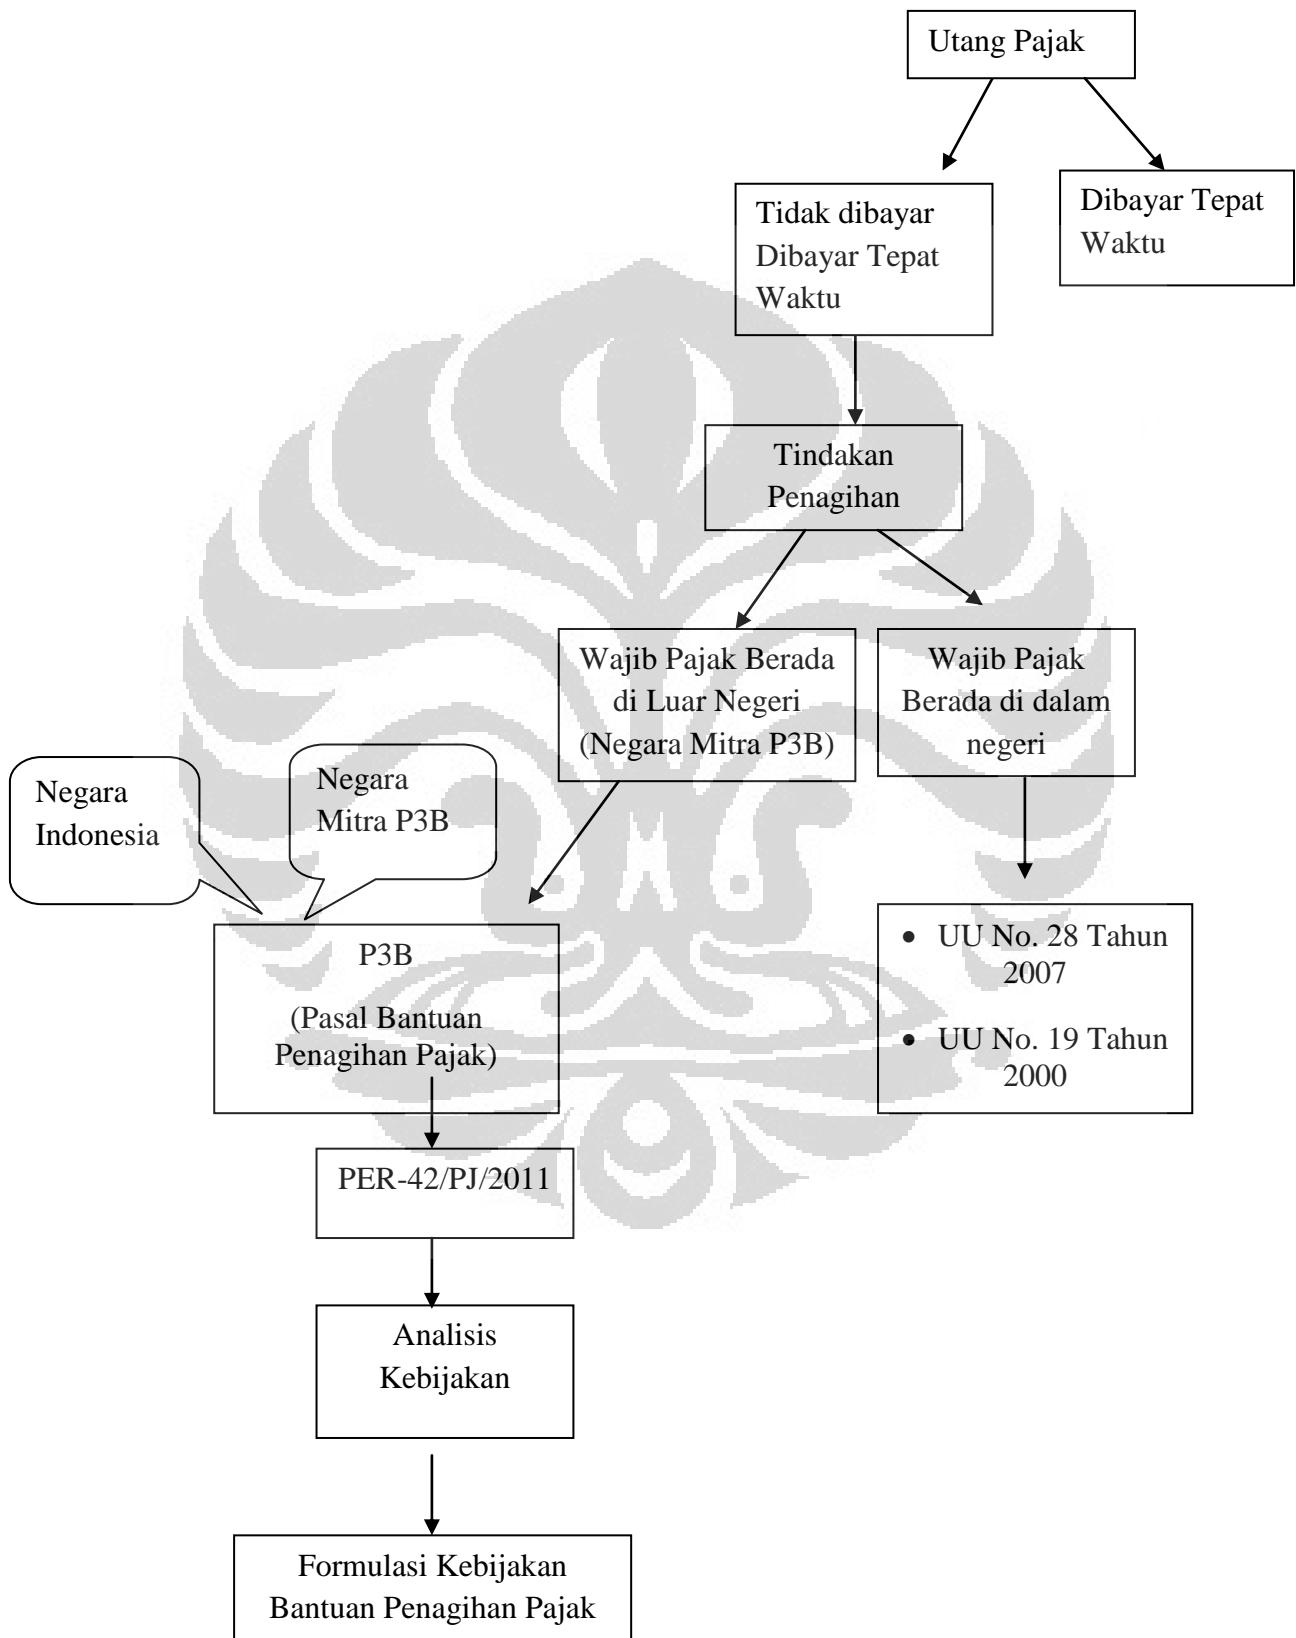 Utang Pajak
Tidak dibayar
Dibayar Tepat
Waktu
Dibayar Tepat
Waktu
Tindakan
Penagihan
Wajib Pajak Berada
di Luar Negeri
(Negara Mitra P3B)
Wajib Pajak
Berada di dalam
negeri
Negara
Indonesia
Negara
Mitra P3B
P3B
(Pasal Bantuan
Penagihan Pajak)
• UU No. 28 Tahun
2007
• UU No. 19 Tahun
2000
PER-42/PJ/2011
Analisis
Kebijakan
Formulasi Kebijakan
Bantuan Penagihan Pajak